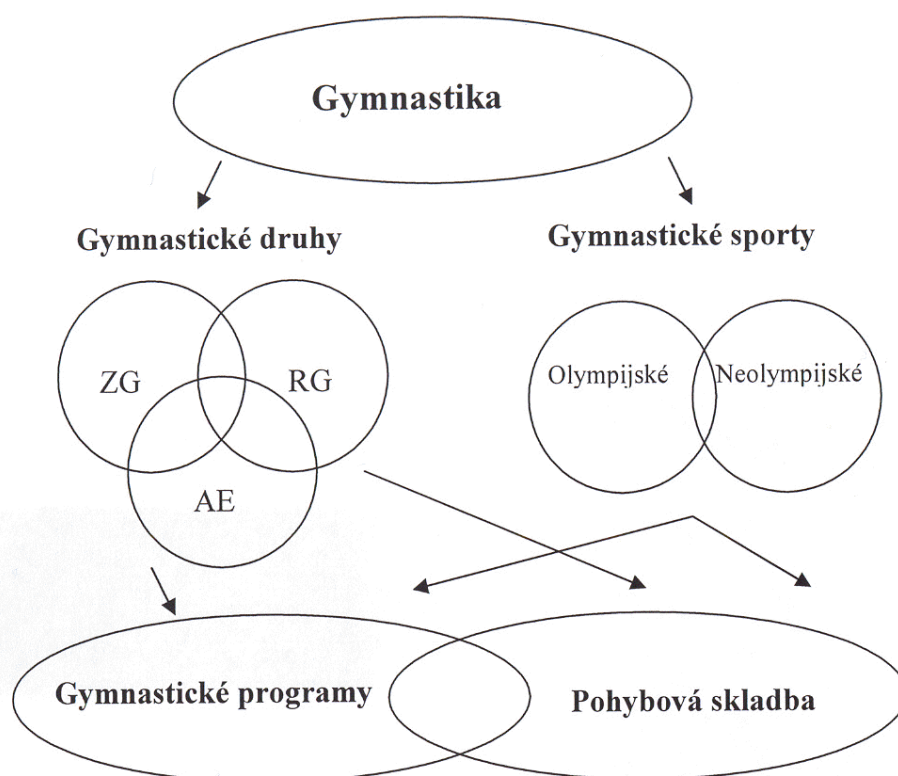 Gymnastika
Gymnastické druhy
Gymnastické sporty
ZG
RG
AE
Olympijské
Neolympijské
Gymnastické programy
Pohybová skladba